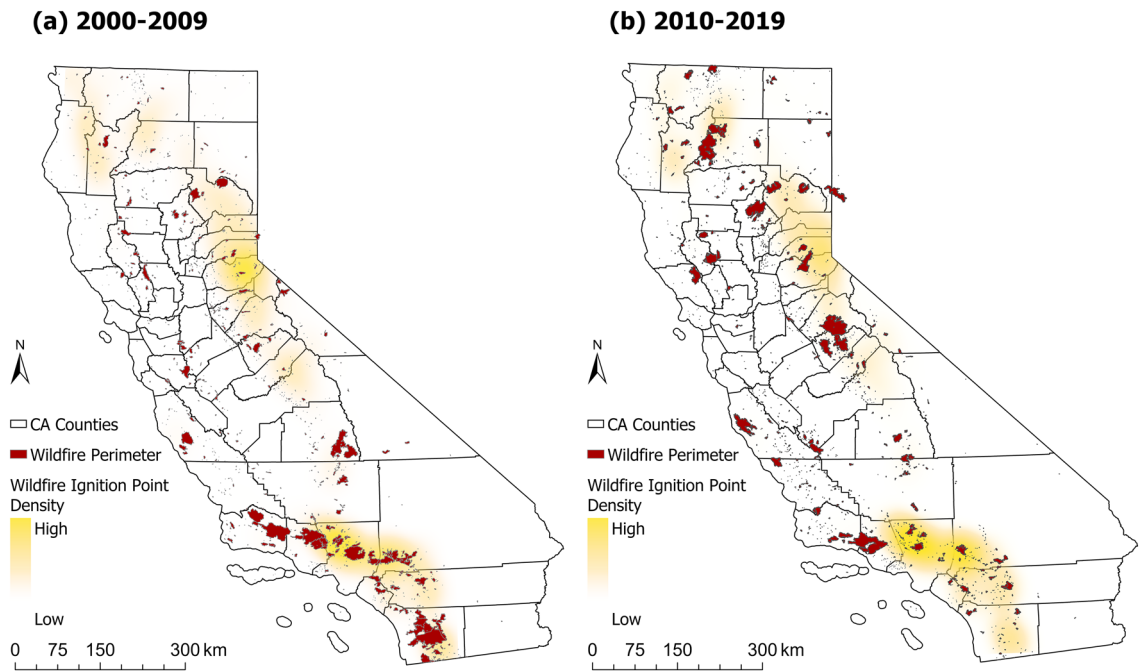 (a) 2000-2009
N
CA Counties
Wildfire Perimeter
Wildfire Ignition Point
Density
High
Low
0 75 150 300 km
(b) 2010-2019
N
CA Counties
Wildfire Perimeter
Wildfire Ignition Point
Density
High
Low
0 75 150 300 km